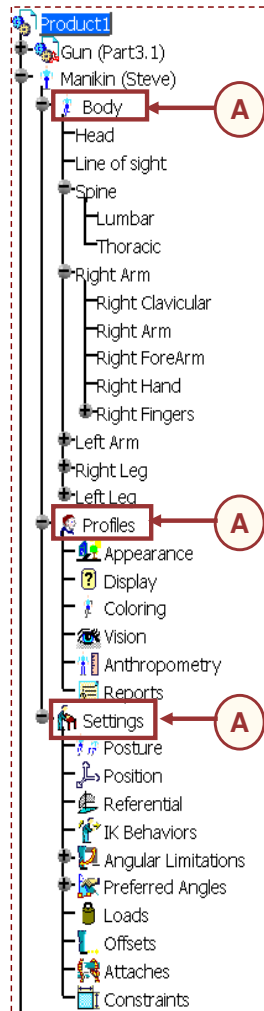 Product1
Gun (Part3.1)
Manikin (Steve)
Body
A
Head
Line of sight
Spine
Lumbar
Thoracic
Right Arm
Right Clavicular
Right Arm
Right ForeArm
Right Hand
Right Fingers
Left Arm
Right Leg
Left Leg
Profiles
A
Appearance
Display
Coloring
Vision
Anthropometry
Reports
Settings
A
Posture
Position
Referential
IK Behaviors
Angular Limitations
Preferred Angles
Loads
Offsets
Attaches
Constraints